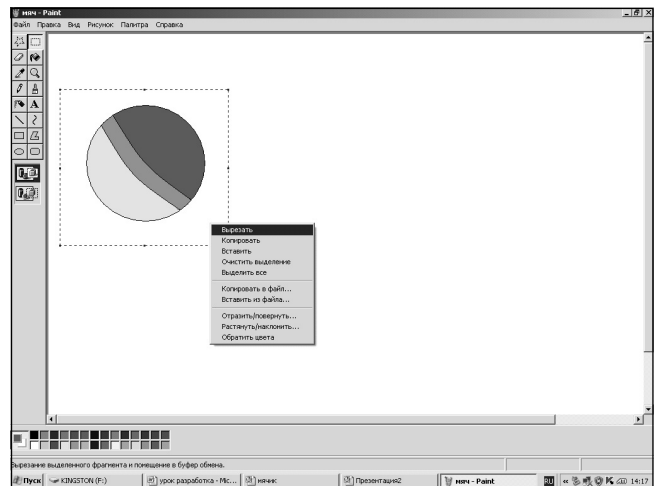 мяч - Paint
Файл Правка Вид Рисунок Палитра Справка
A
Вырезать
Копировать
Вставить
Очистить выделение
Выделить все
Копировать в файл...
Вставить из файла...
Отразить/повернуть...
Растянуть/наклонить...
Обратить цвета
Вырезание выделенного фрагмента и помещение в буфер обмена.
Пуск KINGSTON (F:) урок разработка - Mic... мячик Презентация2 мяч - Paint RU « 14:17